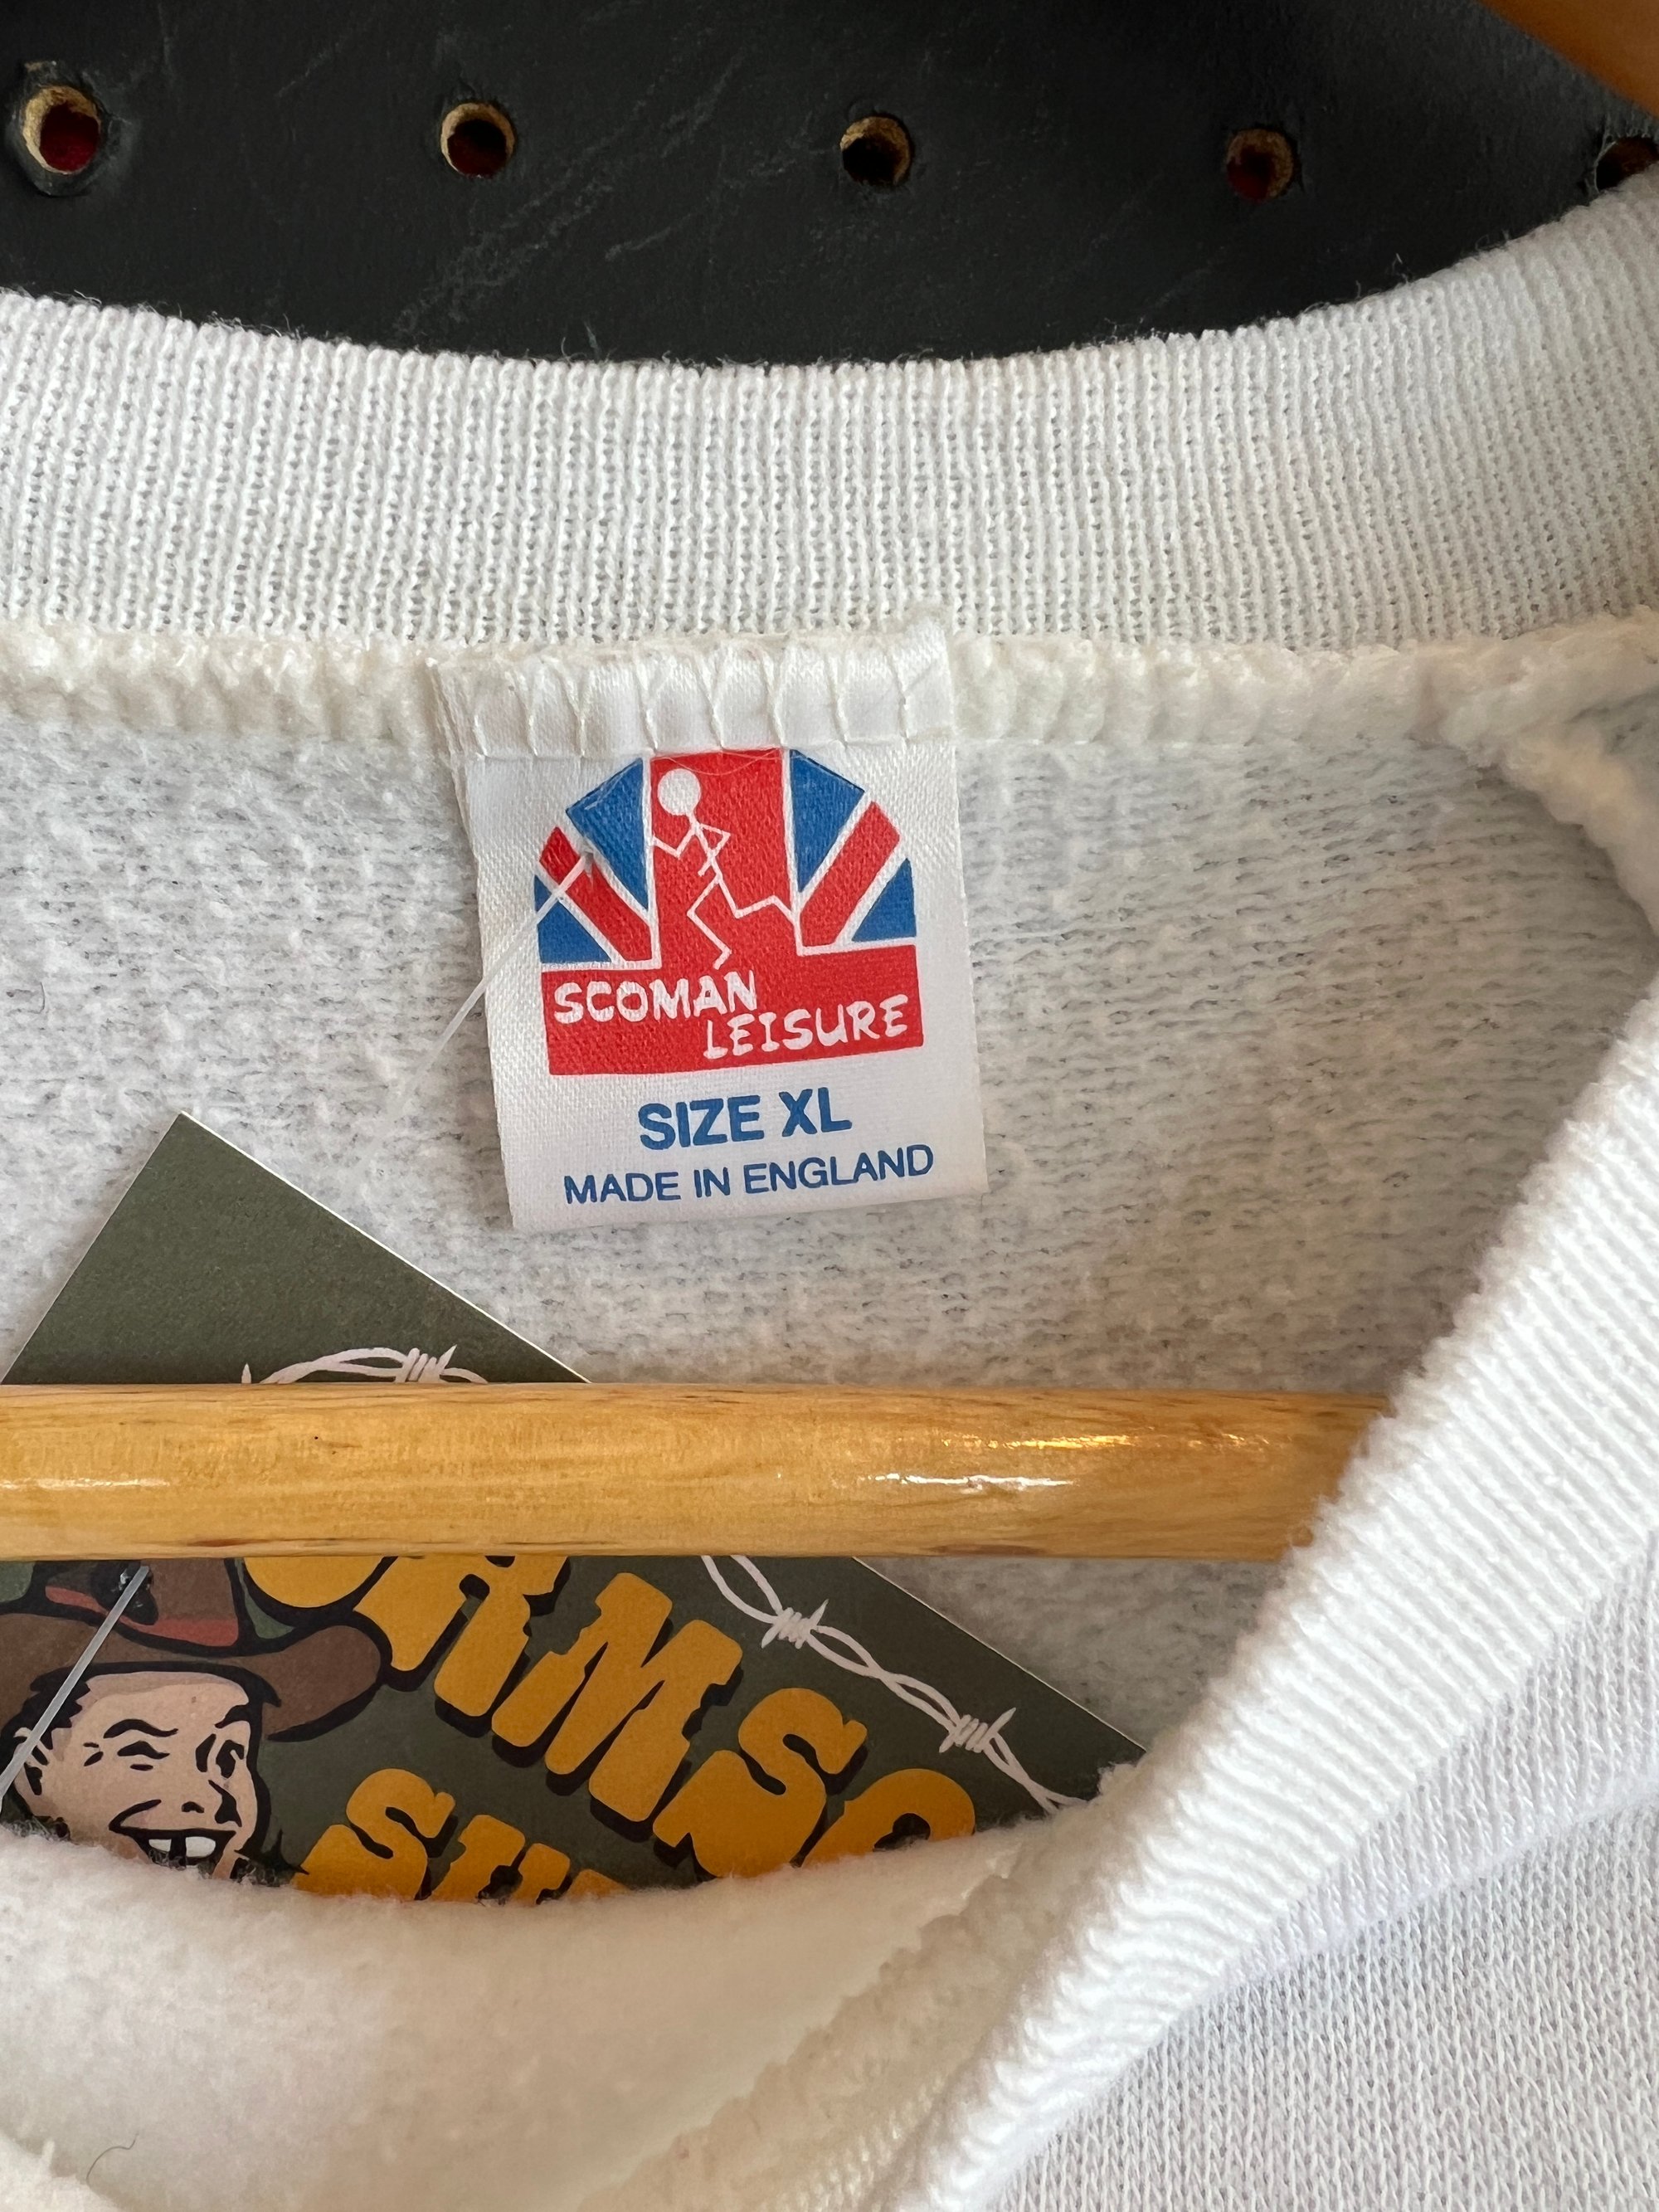 SCOMAN
LEISURE
SIZE XL
MADE IN ENGLAND